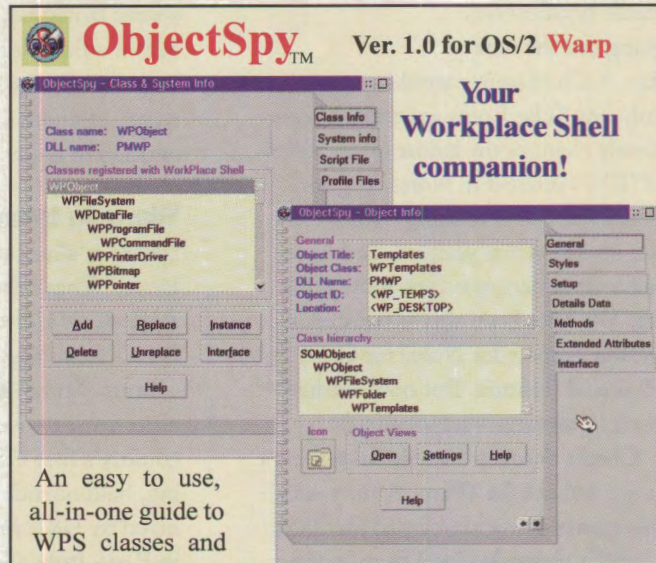 ObjectSpy TM Ver. 1.0 for OS/2 Warp
Your
Workplace Shell
companion!
ObjectSpy - Class & System Info
Class name: WPObject
DLL name: PMWP
Classes registered with WorkPlace Shell
WPObject
WPFileSystem
WPDataFile
WPProgramFile
WPCommandFile
WPPrinterDriver
WPBitmap
WPPointer
Add Replace Instance
Delete Unreplace Interface
Help
Class Info
System info
Script File
Profile Files
ObjectSpy - Object Info
General
Object Title: Templates
Object Class: WPTemplates
DLL Name: PMWP
Object ID: <WP_TEMPS>
Location: <WP_DESKTOP>
Class hierarchy
SOMObject
WPObject
WPFileSystem
WPFolder
WPTemplates
Icon Object Views
Open Settings Help
Help
General
Styles
Setup
Details Data
Methods
Extended Attributes
Interface
An easy to use,
all-in-one guide to
WPS classes and